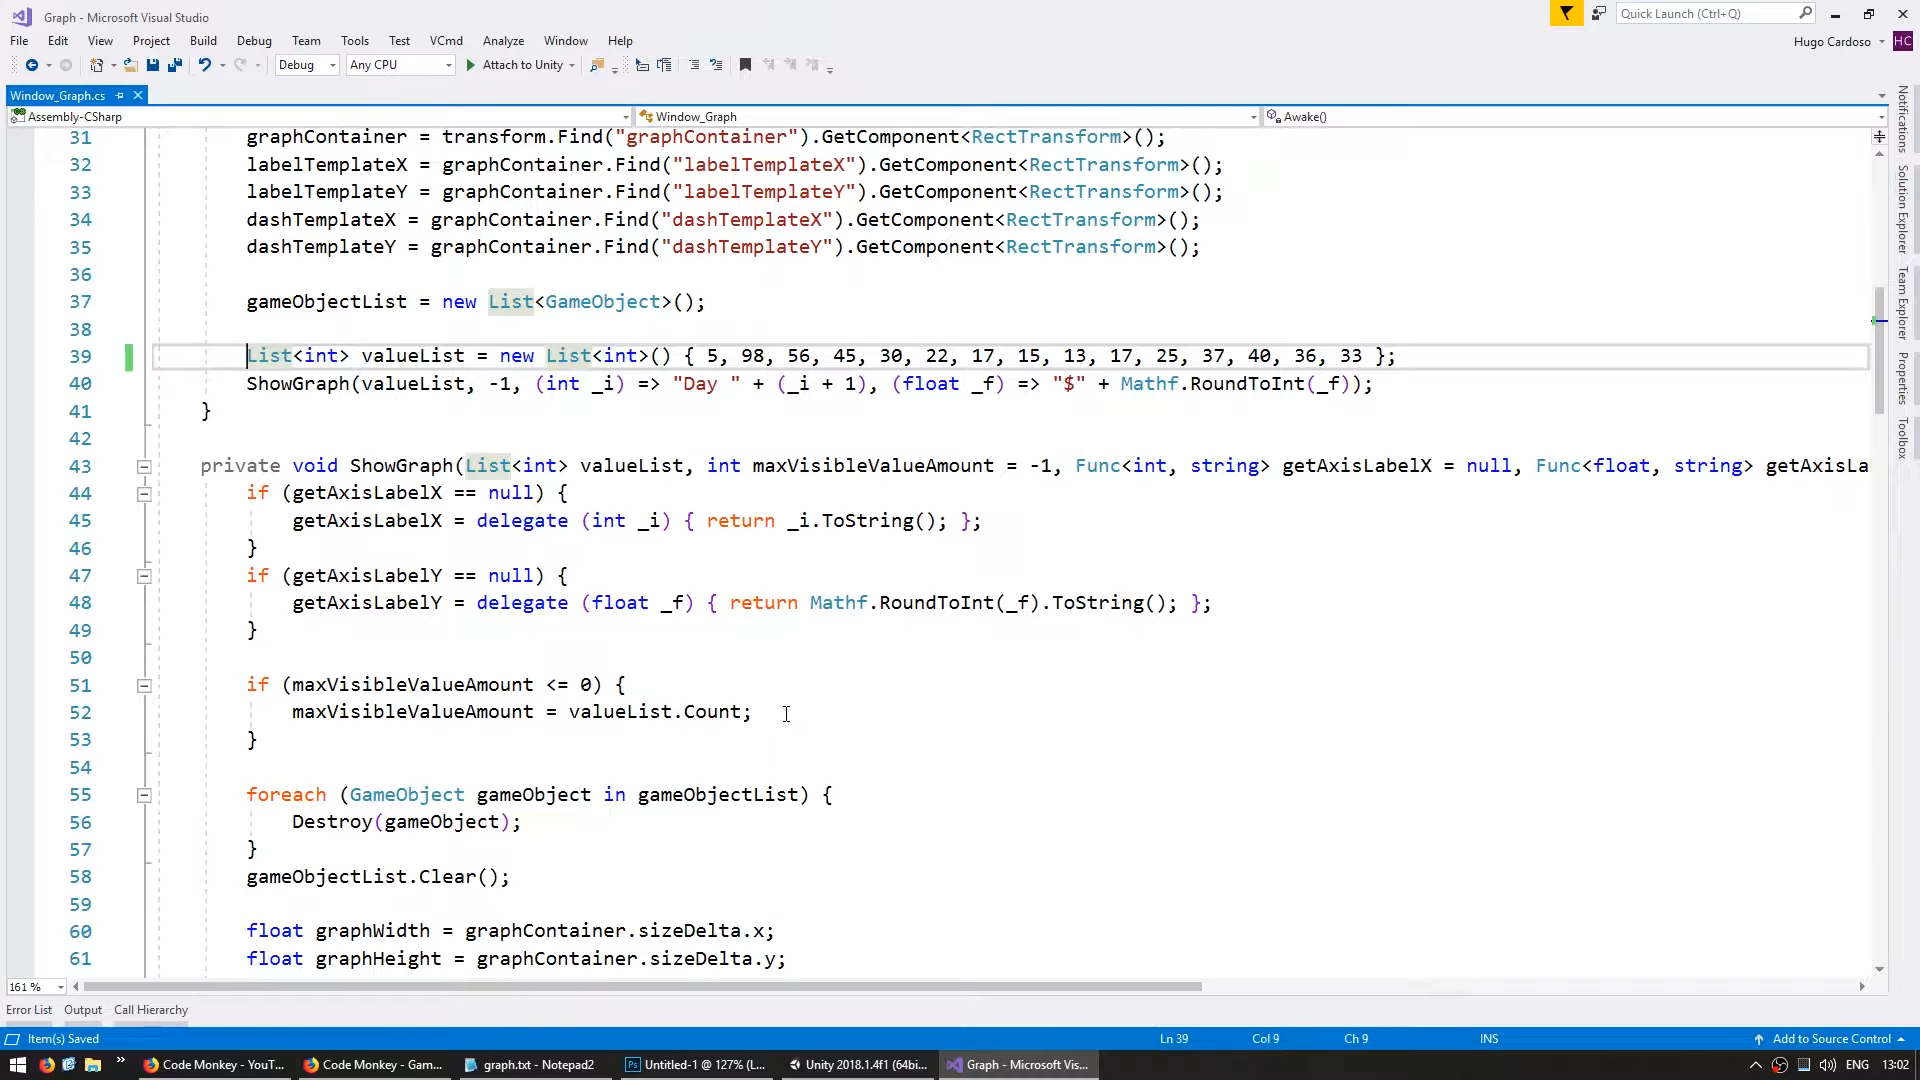 Graph - Microsoft Visual Studio
Quick Launch (Ctrl+Q)
File Edit View Project Build Debug Team Tools Test VCmd Analyze Window Help
Hugo Cardoso HC
Debug Any CPU Attach to Unity
Window_Graph.cs
Assembly-CSharp Window_Graph Awake()
31 graphContainer = transform.Find("graphContainer").GetComponent<RectTransform>();
32 labelTemplateX = graphContainer.Find("labelTemplateX").GetComponent<RectTransform>();
33 labelTemplateY = graphContainer.Find("labelTemplateY").GetComponent<RectTransform>();
34 dashTemplateX = graphContainer.Find("dashTemplateX").GetComponent<RectTransform>();
35 dashTemplateY = graphContainer.Find("dashTemplateY").GetComponent<RectTransform>();
36
37 gameObjectList = new List<GameObject>();
38
39 List<int> valueList = new List<int>() { 5, 98, 56, 45, 30, 22, 17, 15, 13, 17, 25, 37, 40, 36, 33 };
40 ShowGraph(valueList, -1, (int _i) => "Day " + (_i + 1), (float _f) => "$" + Mathf.RoundToInt(_f));
41 }
42
43 private void ShowGraph(List<int> valueList, int maxVisibleValueAmount = -1, Func<int, string> getAxisLabelX = null, Func<float, string> getAxisLa
44 if (getAxisLabelX == null) {
45 getAxisLabelX = delegate (int _i) { return _i.ToString(); };
46 }
47 if (getAxisLabelY == null) {
48 getAxisLabelY = delegate (float _f) { return Mathf.RoundToInt(_f).ToString(); };
49 }
50
51 if (maxVisibleValueAmount <= 0) {
52 maxVisibleValueAmount = valueList.Count;
53 }
54
55 foreach (GameObject gameObject in gameObjectList) {
56 Destroy(gameObject);
57 }
58 gameObjectList.Clear();
59
60 float graphWidth = graphContainer.sizeDelta.x;
61 float graphHeight = graphContainer.sizeDelta.y;
Notifications
Solution Explorer
Team Explorer
Properties
Toolbox
161 %
Error List Output Call Hierarchy
Item(s) Saved Ln 39 Col 9 Ch 9 INS Add to Source Control
Code Monkey - YouT... Code Monkey - Gam... graph.txt - Notepad2 Untitled-1 @ 127% (L... Unity 2018.1.4f1 (64bi... Graph - Microsoft Vis... ENG 13:02